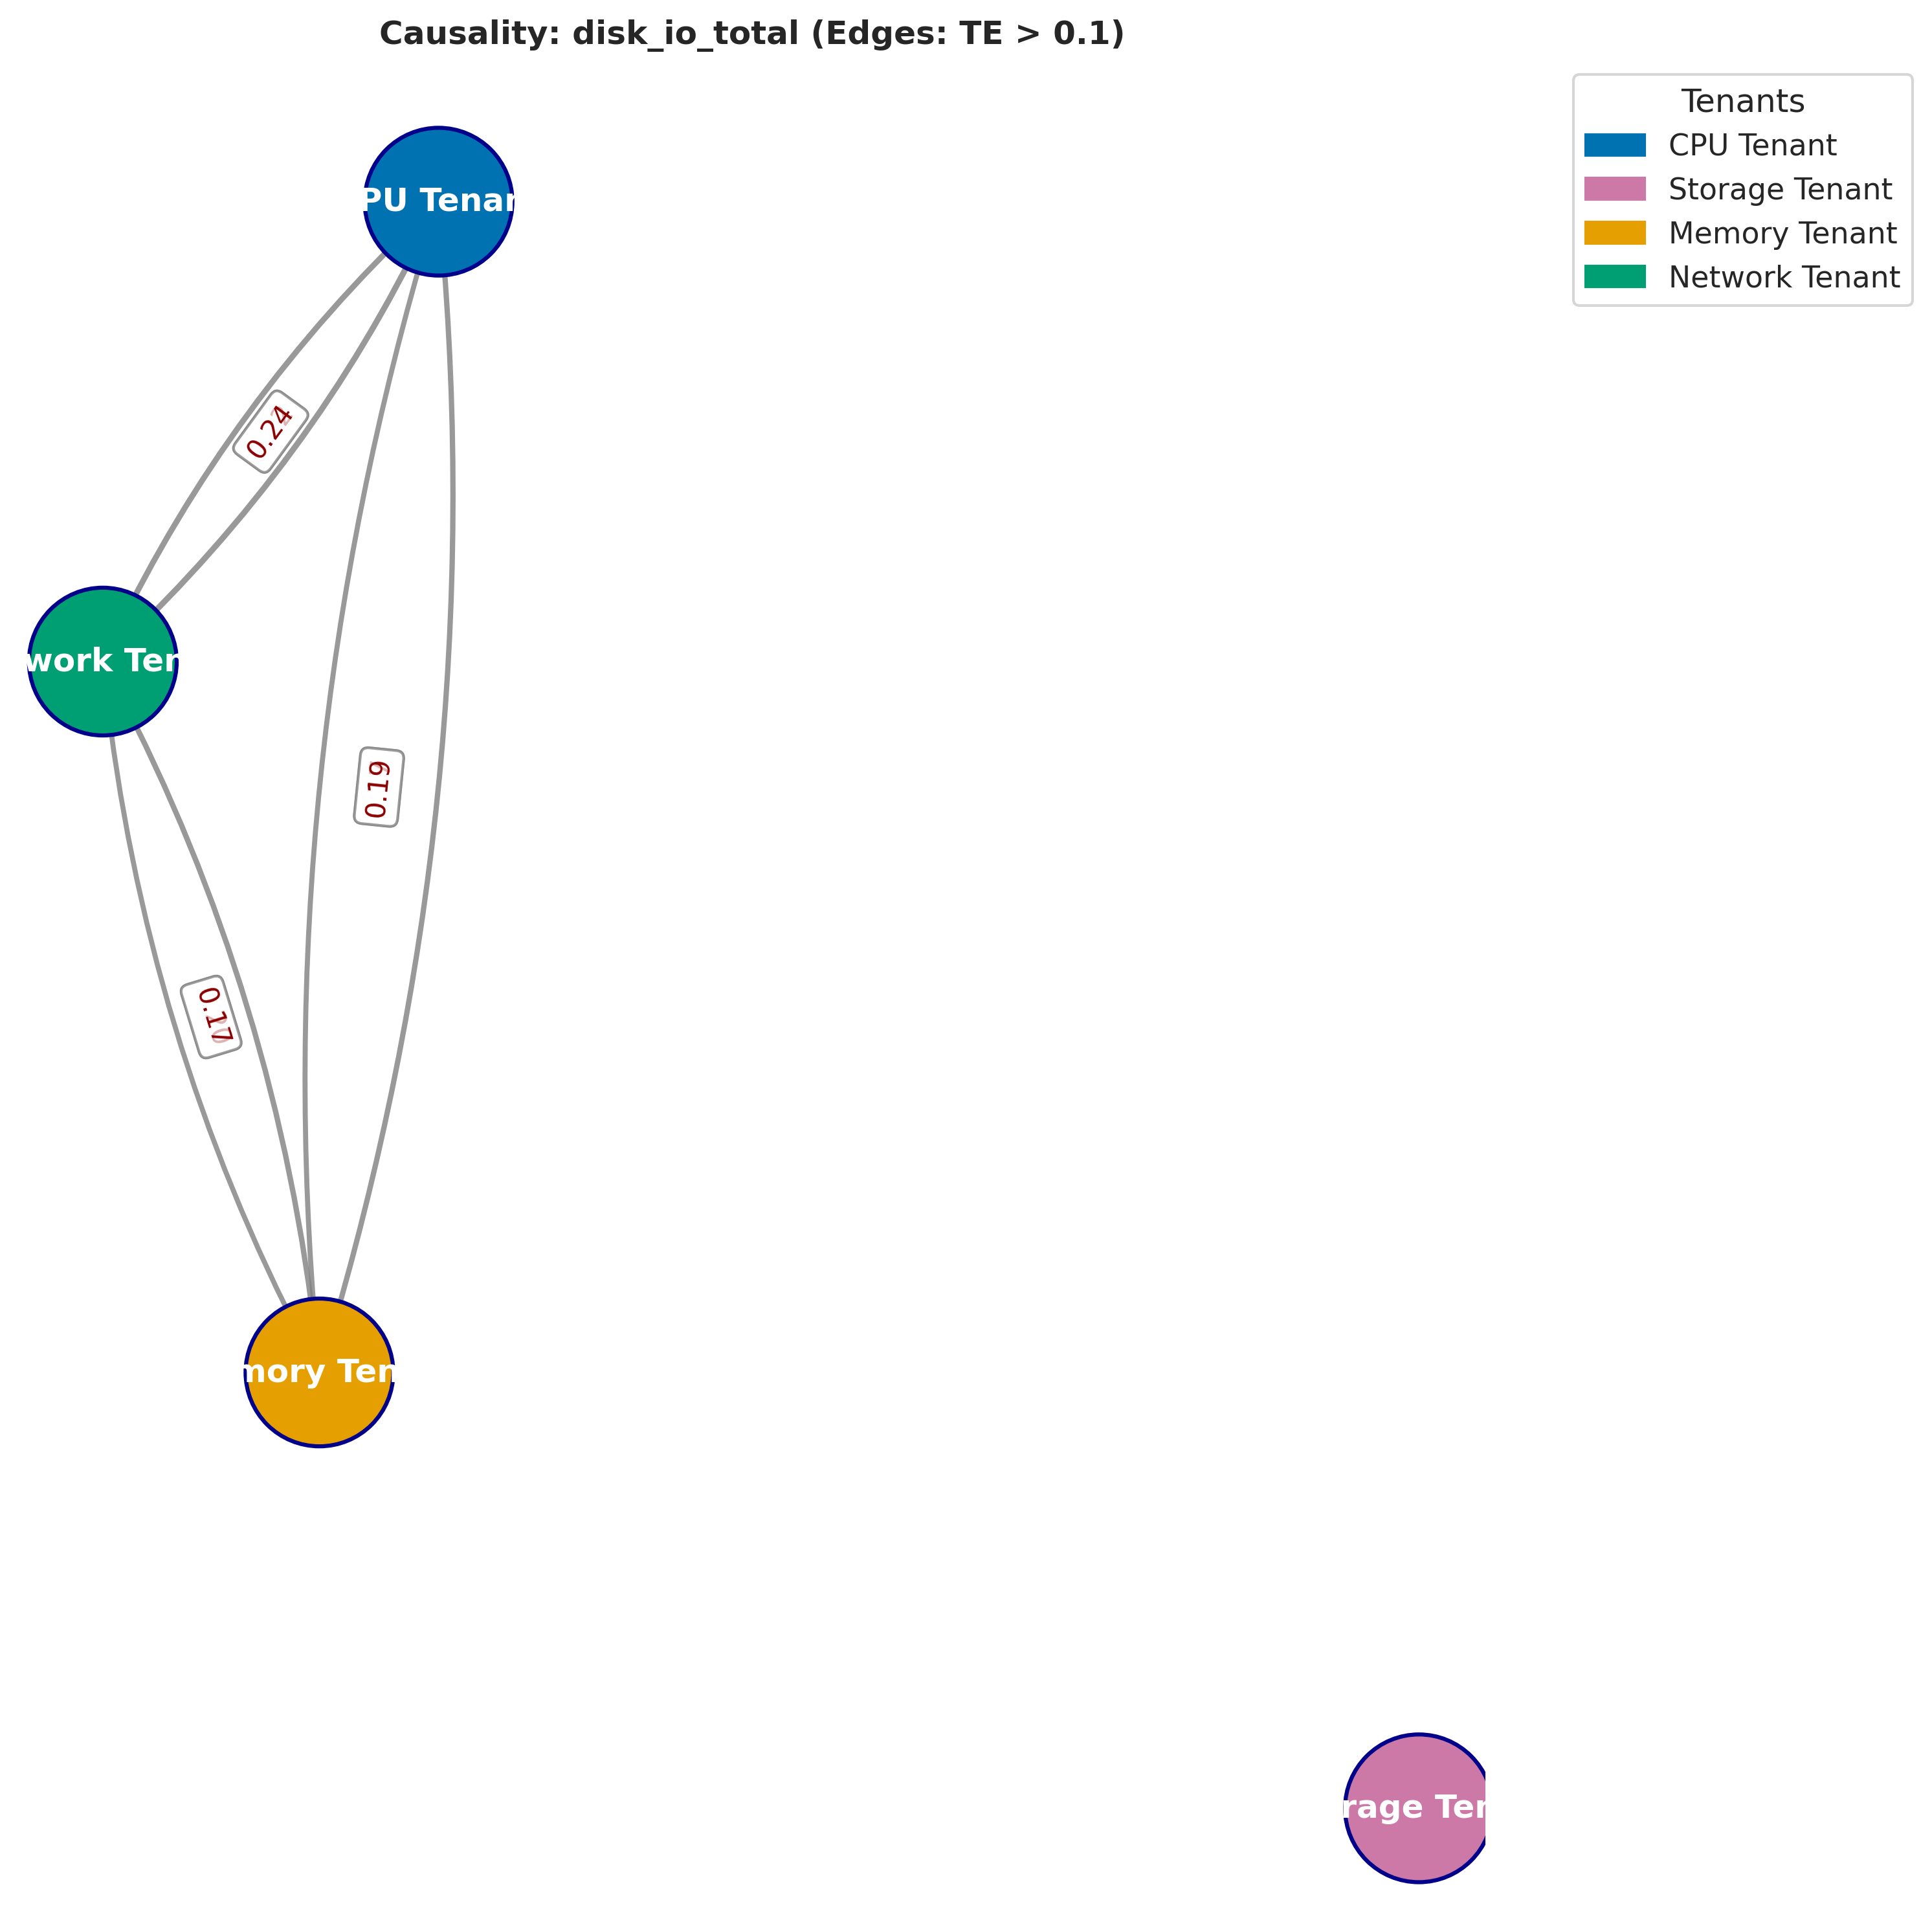 Causality: disk_io_total (Edges: TE > 0.1)
Tenants
CPU Tenant
Storage Tenant
Memory Tenant
Network Tenant
PU Tenan
0.24
work Ten
0.19
0.17
mory Ten
rage Ten